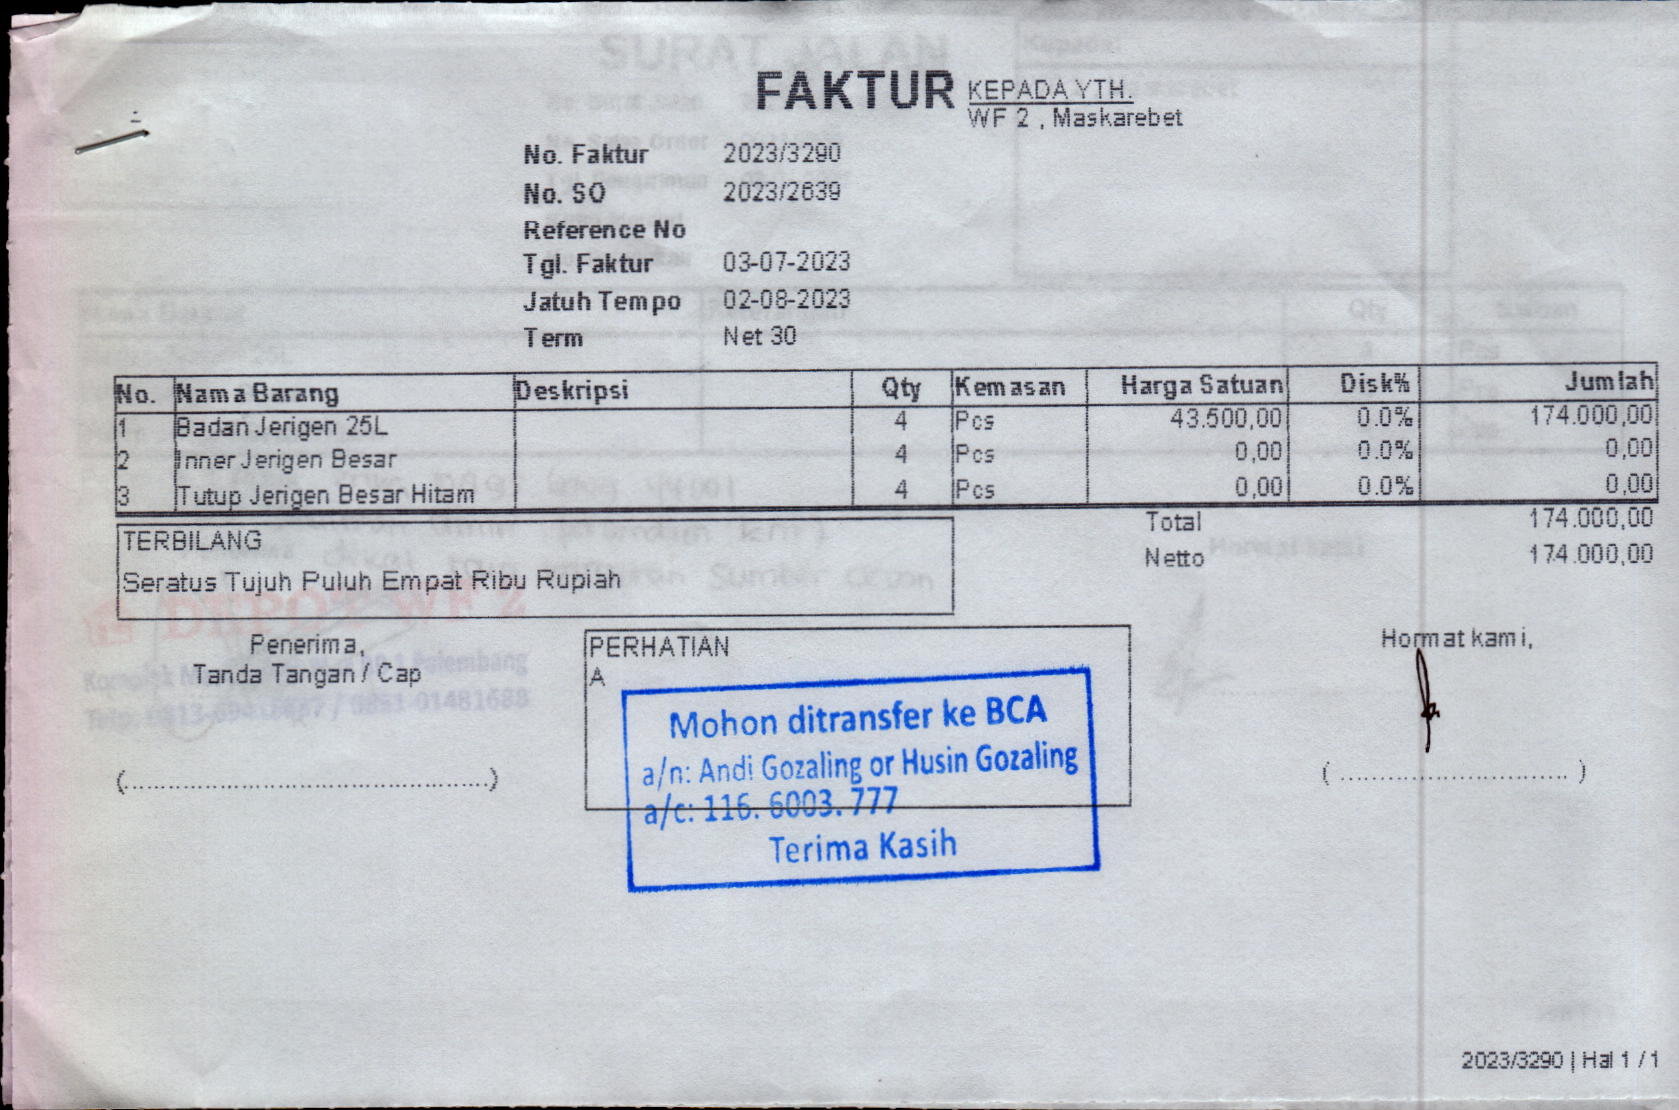 FAKTUR
KEPADA YTH.
WF 2 , Maskarebet
No. Faktur 2023/3290
No. SO 2023/2639
Reference No
Tgl. Faktur 03-07-2023
Jatuh Tempo 02-08-2023
Term Net 30
No. Nama Barang Deskripsi Qty Kemasan Harga Satuan Disk% Jumlah
1 Badan Jerigen 25L 4 Pcs 43.500,00 0.0% 174.000,00
2 Inner Jerigen Besar 4 Pcs 0,00 0.0% 0,00
3 Tutup Jerigen Besar Hitam 4 Pcs 0,00 0.0% 0,00
Total 174.000,00
Netto 174.000,00
TERBILANG
Seratus Tujuh Puluh Empat Ribu Rupiah
Penerima,
Tanda Tangan / Cap
(................................................)
PERHATIAN
A
Mohon ditransfer ke BCA
a/n: Andi Gozaling or Husin Gozaling
a/c: 116. 6003. 777
Terima Kasih
Hormat kami,
( .............................. )
2023/3290 | Hal 1 / 1